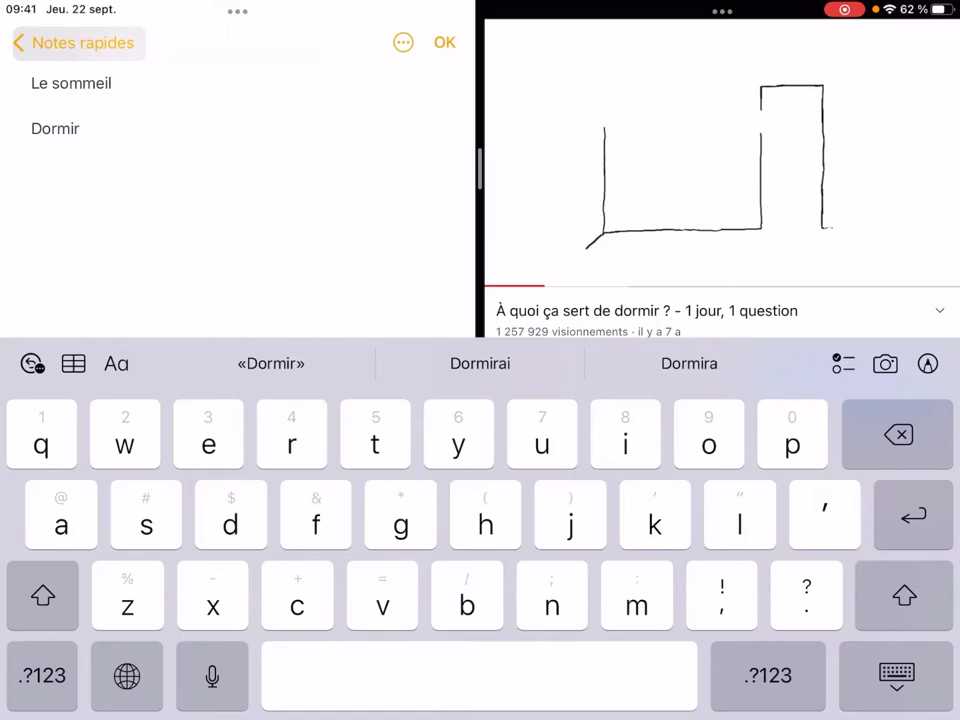 09:41 Jeu. 22 sept.
62 %
Notes rapides
OK
Le sommeil
Dormir
À quoi ça sert de dormir ? - 1 jour, 1 question
1 257 929 visionnements · il y a 7 a
Aa
«Dormir»
Dormirai
Dormira
1 2 3 4 5 6 7 8 9 0
q w e r t y u i o p
@ # $ & * ( ) ' "
a s d f g h j k l '
% - + = / ; : ! ?
z x c v b n m , .
.?123
.?123